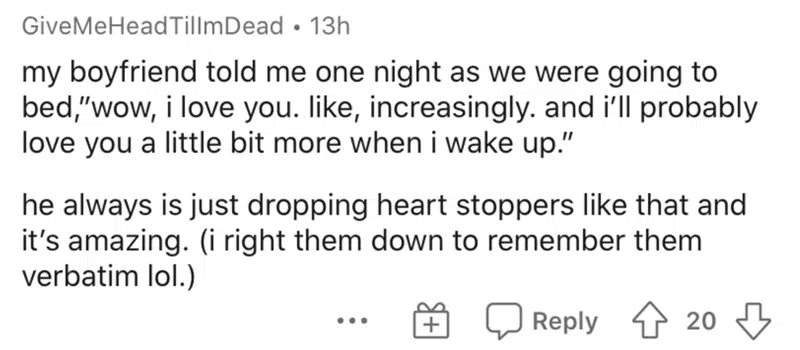 GiveMeHeadTillmDead • 13h
my boyfriend told me one night as we were going to
bed,"wow, i love you. like, increasingly. and i'll probably
love you a little bit more when i wake up."
he always is just dropping heart stoppers like that and
it's amazing. (i right them down to remember them
verbatim lol.)
... Reply 20